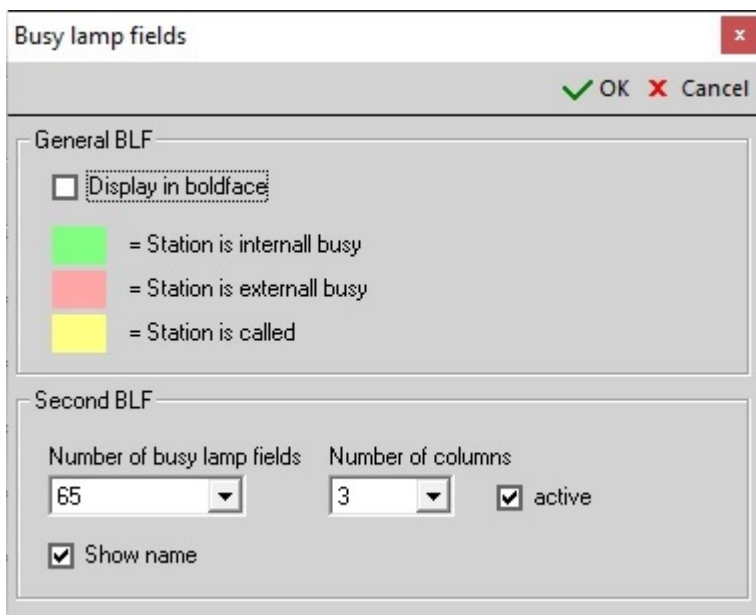 Busy lamp fields
OK Cancel
General BLF
Display in boldface
= Station is internall busy
= Station is externall busy
= Station is called
Second BLF
Number of busy lamp fields Number of columns
65 3 active
Show name